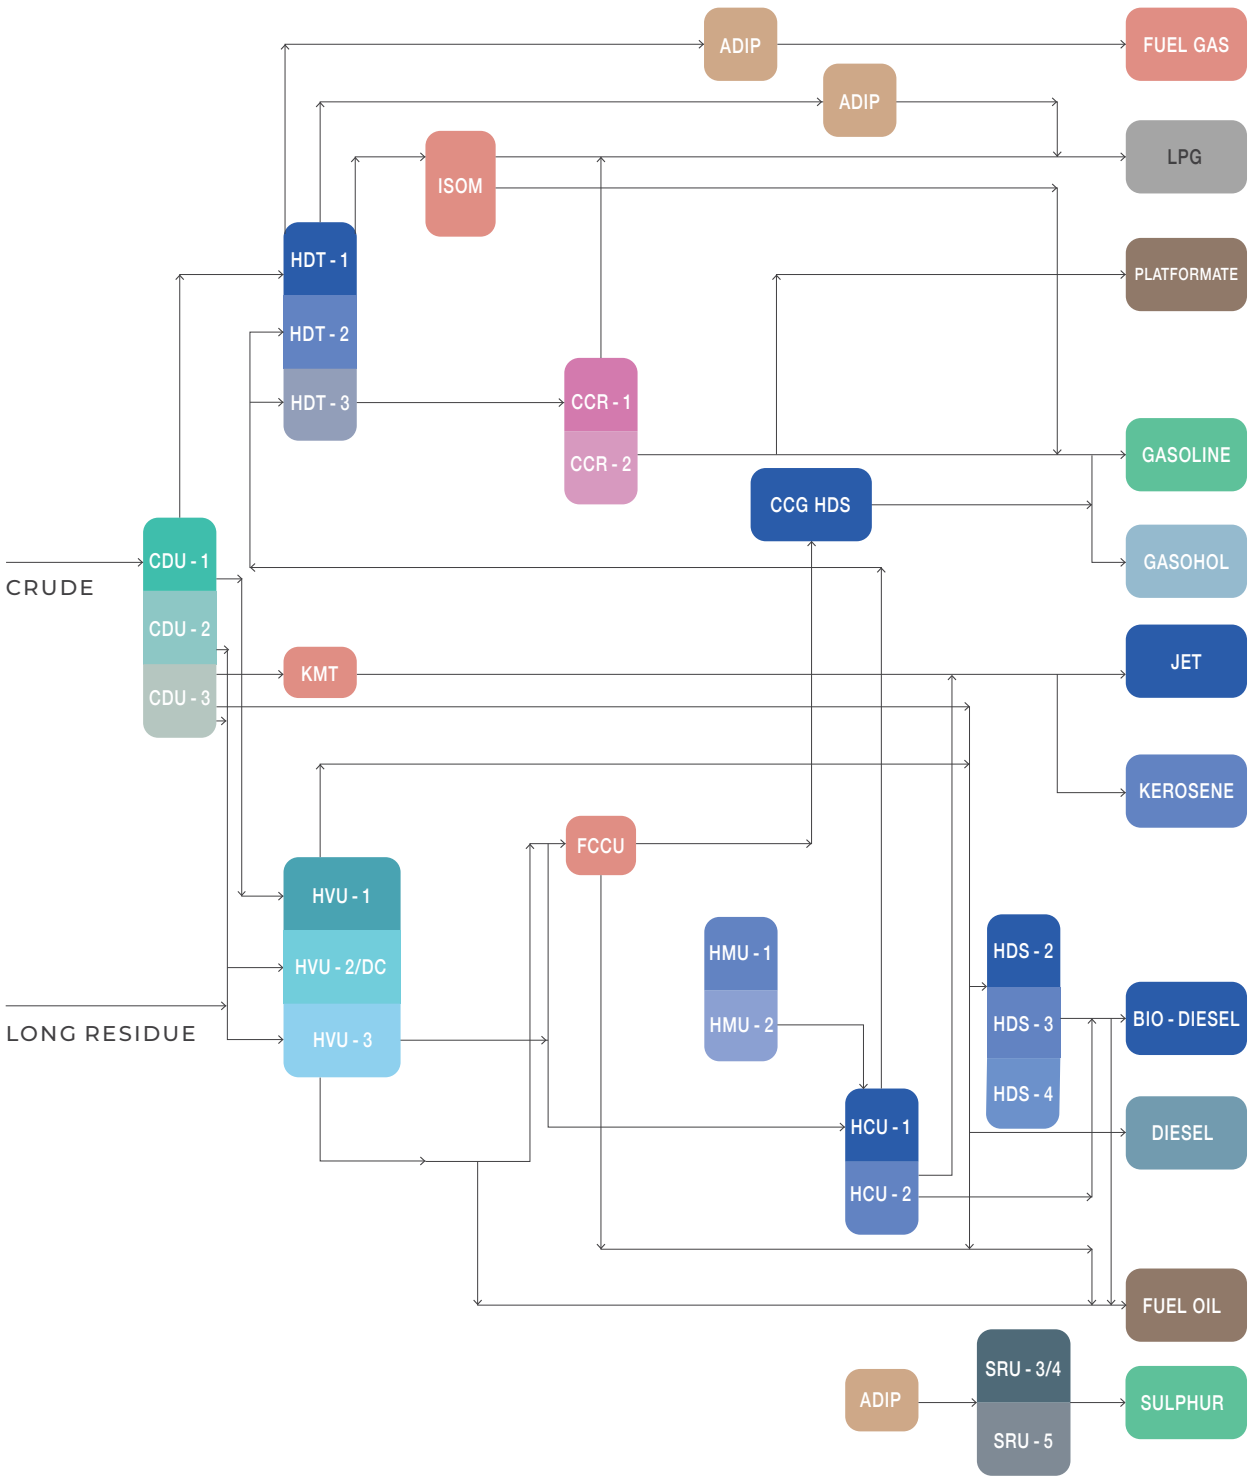 ADIP
FUEL GAS
ADIP
LPG
ISOM
HDT - 1
PLATFORMATE
HDT - 2
HDT - 3
CCR - 1
CCR - 2
GASOLINE
CCG HDS
CDU - 1
GASOHOL
CRUDE
CDU - 2
KMT
JET
CDU - 3
KEROSENE
FCCU
HVU - 1
HMU - 1
HDS - 2
HVU - 2/DC
HMU - 2
HDS - 3
BIO - DIESEL
LONG RESIDUE
HVU - 3
HDS - 4
HCU - 1
DIESEL
HCU - 2
FUEL OIL
SRU - 3/4
ADIP
SULPHUR
SRU - 5